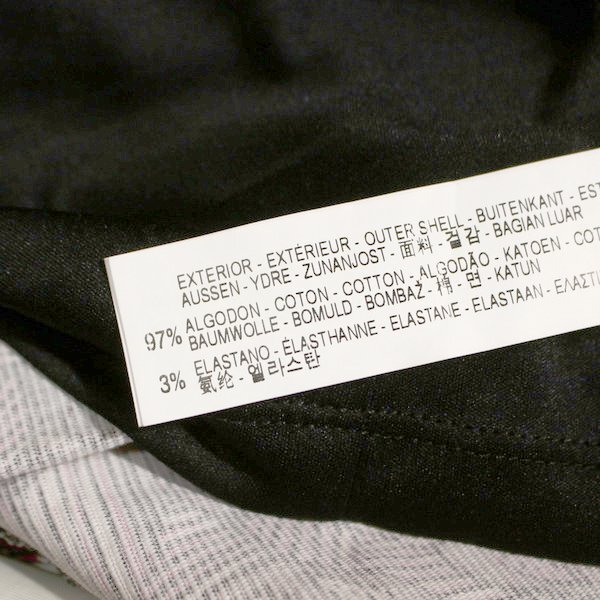 EXTERIOR - EXTÉRIEUR - OUTER SHELL - BUITENKANT - EST
AUSSEN - YDRE - ZUNANJOST - 面料 - 겉감 - BAGIAN LUAR
97% ALGODON - COTON - COTTON - ALGODÃO - KATOEN - COT
BAUMWOLLE - BOMULD - BOMBAŽ - 棉 - 면 - KATUN
3% ELASTANO - ÉLASTHANNE - ELASTANE - ELASTAAN - ΕΛΑΣΤΙ
氨纶 - 엘라스탄